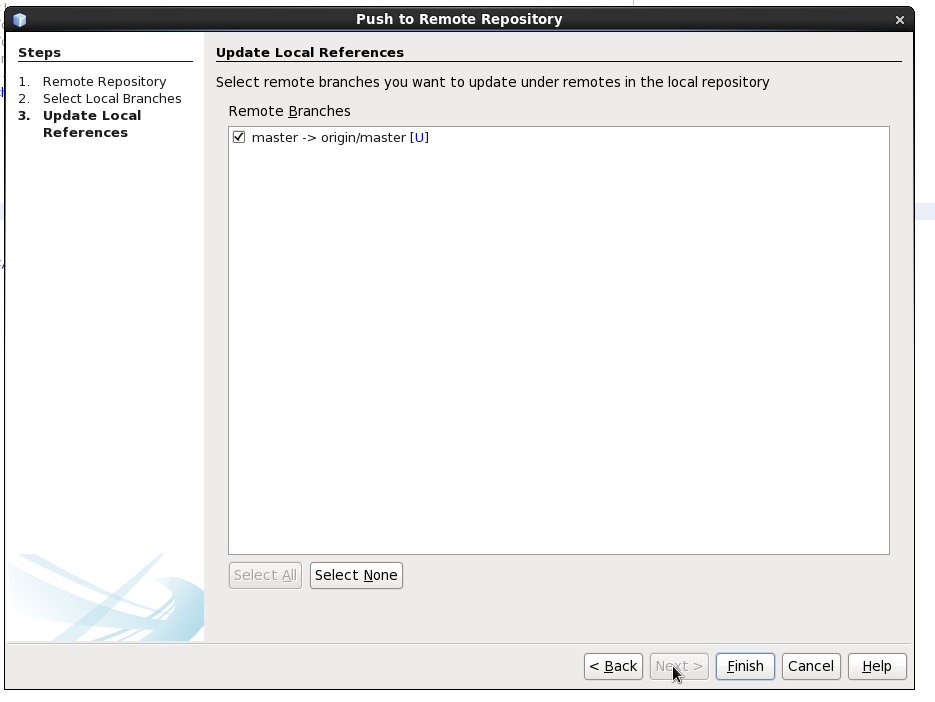 Push to Remote Repository
Steps
1. Remote Repository
2. Select Local Branches
3. Update Local
References
Update Local References
Select remote branches you want to update under remotes in the local repository
Remote Branches
master -> origin/master [U]
Select All
Select None
< Back
Next >
Finish
Cancel
Help